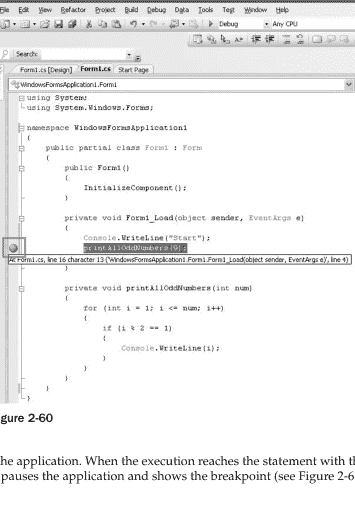 File Edit View Refactor Project Build Debug Data Tools Test Window Help
Debug Any CPU
Search:
Form1.cs [Design] Form1.cs Start Page
WindowsFormsApplication1.Form1
using System;
using System.Windows.Forms;
namespace WindowsFormsApplication1
{
public partial class Form1 : Form
{
public Form1()
{
InitializeComponent();
}
private void Form1_Load(object sender, EventArgs e)
{
Console.WriteLine("Start");
printAllOddNumbers(9);
At Form1.cs, line 16 character 13 ('WindowsFormsApplication1.Form1.Form1_Load(object sender, EventArgs e)', line 4)
}
private void printAllOddNumbers(int num)
{
for (int i = 1; i <= num; i++)
{
if (i % 2 == 1)
{
Console.WriteLine(i);
}
}
}
}
}
gure 2-60
he application. When the execution reaches the statement with th
pauses the application and shows the breakpoint (see Figure 2-6